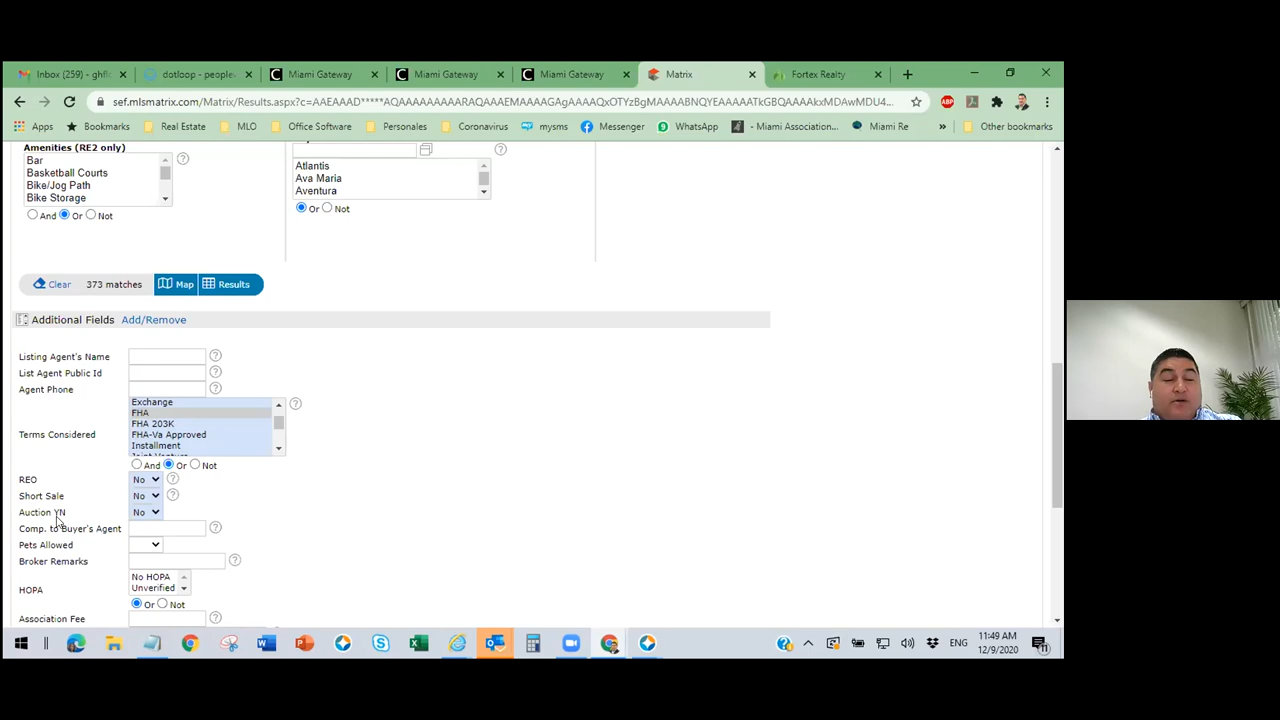 Inbox (259) - ghfl
dotloop - people
Miami Gateway
Miami Gateway
Miami Gateway
Matrix
Fortex Realty
sef.mlsmatrix.com/Matrix/Results.aspx?c=AAEAAAD*****AQAAAAAAAAARAQAAAEMAAAAGAgAAAAQxOTYzBgMAAAABNQYEAAAAATkGBQAAAAkxMDAwMDU4...
Apps
Bookmarks
Real Estate
MLO
Office Software
Personales
Coronavirus
mysms
Messenger
WhatsApp
- Miami Association...
Miami Re
»
Other bookmarks
Amenities (RE2 only)
Bar
Basketball Courts
Bike/Jog Path
Bike Storage
And Or Not
Atlantis
Ava Maria
Aventura
Or Not
Clear 373 matches Map Results
Additional Fields Add/Remove
Listing Agent's Name
List Agent Public Id
Agent Phone
Terms Considered
Exchange
FHA
FHA 203K
FHA-Va Approved
Installment
Joint Venture
And Or Not
REO No
Short Sale No
Auction YN No
Comp. to Buyer's Agent
Pets Allowed
Broker Remarks
HOPA
No HOPA
Unverified
Or Not
Association Fee
ENG
11:49 AM
12/9/2020